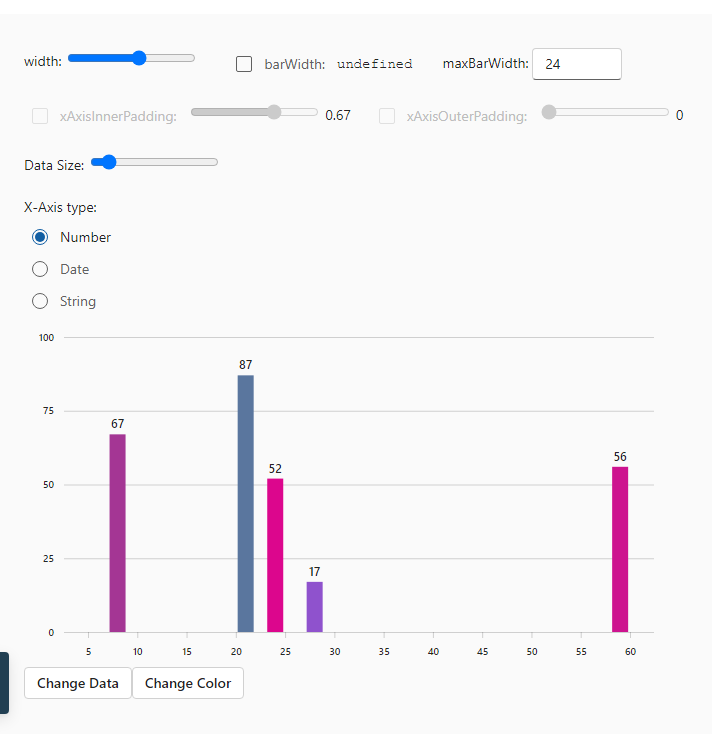 width: barWidth: undefined maxBarWidth: 24
xAxisInnerPadding: 0.67 xAxisOuterPadding: 0
Data Size:
X-Axis type:
Number
Date
String
100
87
75
67
56
52
50
25
17
0
5 10 15 20 25 30 35 40 45 50 55 60
Change Data Change Color